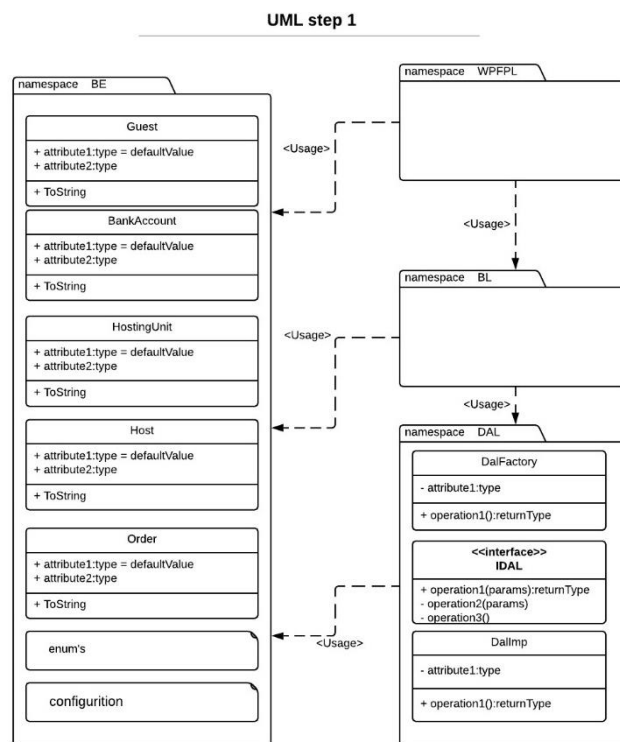 UML step 1
namespace BE
Guest
+ attribute1:type = defaultValue
+ attribute2:type
+ ToString
BankAccount
+ attribute1:type = defaultValue
+ attribute2:type
+ ToString
HostingUnit
+ attribute1:type = defaultValue
+ attribute2:type
+ ToString
Host
+ attribute1:type = defaultValue
+ attribute2:type
+ ToString
Order
+ attribute1:type = defaultValue
+ attribute2:type
+ ToString
enum's
configurition
<Usage>
<Usage>
<Usage>
namespace WPFPL
<Usage>
namespace BL
<Usage>
namespace DAL
DalFactory
- attribute1:type
+ operation1():returnType
<<interface>>
IDAL
+ operation1(params):returnType
- operation2(params)
- operation3()
DalImp
- attribute1:type
+ operation1():returnType